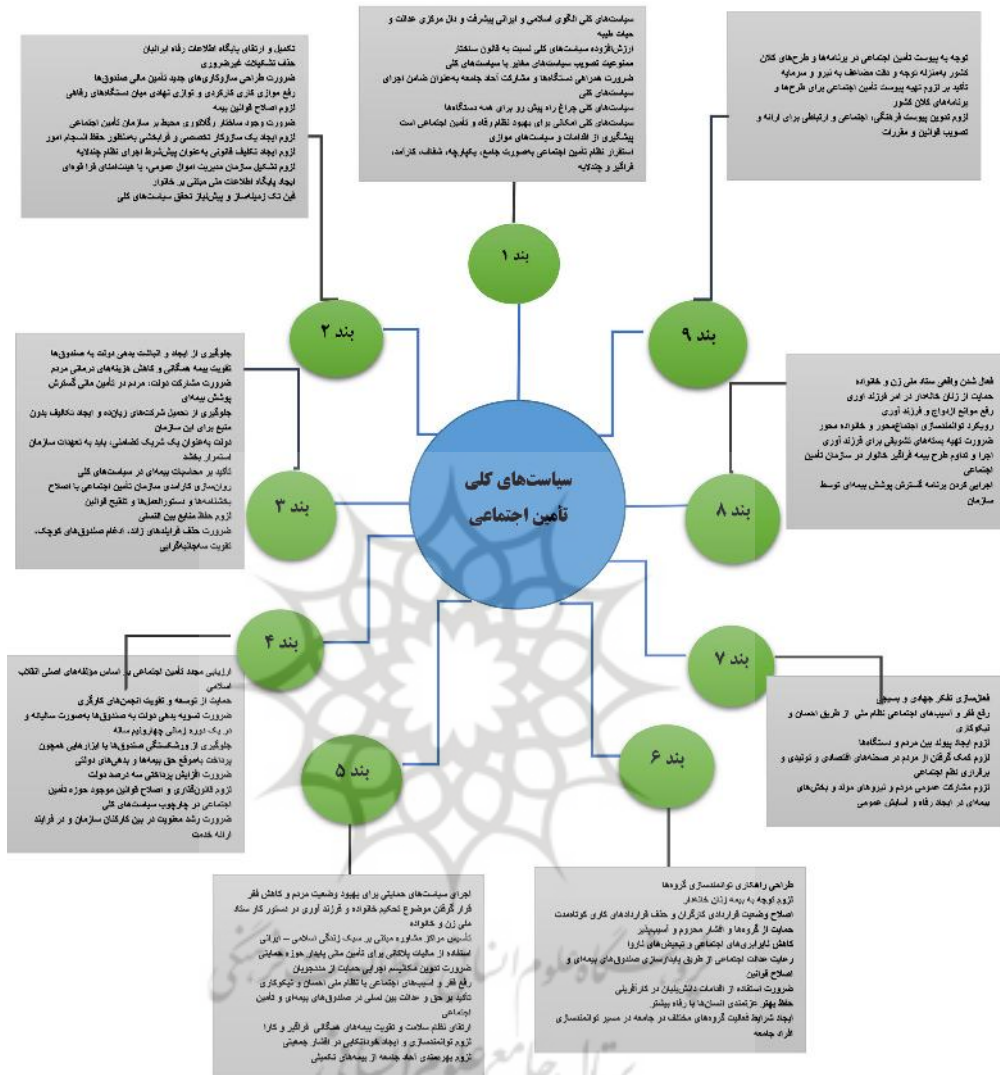 سیاست‌های کلی
تأمین اجتماعی
بند ۱
سیاست‌های کلی الگوی اسلامی و ایرانی پیشرفت و دال مرکزی عدالت و
حیات طیبه
ارزش‌افزوده سیاست‌های کلی نسبت به قانون ساختار
ممنوعیت تصویب سیاست‌های مغایر با سیاست‌های کلی
ضرورت همراهی دستگاه‌ها و مشارکت آحاد جامعه به‌عنوان ضامن اجرای
سیاست‌های کلی
سیاست‌های کلی چراغ راه پیش رو برای همه دستگاه‌ها
سیاست‌های کلی امکانی برای بهبود نظام رفاه و تأمین اجتماعی است
پیشگیری از اقدامات و سیاست‌های موازی
استقرار نظام تأمین اجتماعی به‌صورت جامع، یکپارچه، شفاف، کارآمد،
فراگیر و چندلایه
بند ۲
تکمیل و ارتقای پایگاه اطلاعات رفاه ایرانیان
حذف تشکیلات غیرضروری
ضرورت طراحی سازوکاری‌های جدید تأمین مالی صندوق‌ها
رفع موازی کاری کارکردی و توازی نهادی میان دستگاه‌های رفاهی
لزوم اصلاح قوانین بیمه
ضرورت وجود ساختار رگلاتوری محیط بر سازمان تأمین اجتماعی
لزوم ایجاد یک سازوکار تخصصی و فرابخشی به‌منظور حفظ انسجام امور
لزوم ایجاد تکلیف قانونی به‌عنوان پیش‌شرط اجرای نظام چندلایه
لزوم تشکیل سازمان مدیریت اموال عمومی، با هیئت‌امنای فرا قوه‌ای
ایجاد پایگاه اطلاعات ملی مبتنی بر خانوار
فین تک زمینه‌ساز و پیش‌نیاز تحقق سیاست‌های کلی
بند ۳
جلوگیری از ایجاد و انباشت بدهی دولت به صندوق‌ها
تقویت بیمه همگانی و کاهش هزینه‌های درمانی مردم
ضرورت مشارکت دولت، مردم در تأمین مالی گسترش
پوشش بیمه‌ای
جلوگیری از تحمیل شرکت‌های زیان‌ده و ایجاد تکالیف بدون
منبع برای این سازمان
دولت به‌عنوان یک شریک تضامنی، باید به تعهدات سازمان
استمرار بخشد
تأکید بر محاسبات بیمه‌ای در سیاست‌های کلی
روان‌سازی کارآمدی سازمان تأمین اجتماعی با اصلاح
بخشنامه‌ها و دستورالعمل‌ها و تنقیح قوانین
لزوم حفظ منابع بین النسلی
ضرورت حذف فرایندهای زائد، ادغام صندوق‌های کوچک،
تقویت سه‌جانبه‌گرایی
بند ۴
ارزیابی مجدد تأمین اجتماعی بر اساس مؤلفه‌های اصلی انقلاب
اسلامی
حمایت از توسعه و تقویت انجمن‌های کارگری
ضرورت تسویه بدهی دولت به صندوق‌ها به‌صورت سالیانه و
در یک دوره زمانی چهارونیم ساله
جلوگیری از ورشکستگی صندوق‌ها با ابزارهایی همچون
پرداخت به‌موقع حق بیمه‌ها و بدهی‌های دولتی
ضرورت افزایش پرداختی سه درصد دولت
لزوم قانون‌گذاری و اصلاح قوانین موجود حوزه تأمین
اجتماعی در چارچوب سیاست‌های کلی
ضرورت رشد معنویت در بین کارکنان سازمان و در فرایند
ارائه خدمت
بند ۵
اجرای سیاست‌های حمایتی برای بهبود وضعیت مردم و کاهش فقر
قرار گرفتن موضوع تحکیم خانواده و فرزند آوری در دستور کار ستاد
ملی زن و خانواده
تأسیس مراکز مشاوره مبتنی بر سبک زندگی اسلامی – ایرانی
استفاده از مالیات پلکانی برای تأمین مالی پایدار حوزه حمایتی
ضرورت تدوین مکانیسم اجرایی حمایت از مددجویان
رفع فقر و آسیب‌های اجتماعی با نظام ملی احسان و نیکوکاری
تأکید بر حق و عدالت بین نسلی در صندوق‌های بیمه‌ای و تأمین
اجتماعی
ارتقای نظام سلامت و تقویت بیمه‌های همگانی فراگیر و کارا
لزوم توانمندسازی و ایجاد خوداتکایی در اقشار جمعیتی
لزوم بهره‌مندی آحاد جامعه از بیمه‌های تکمیلی
بند ۶
طراحی راهکاری توانمندسازی گروه‌ها
لزوم توجه به بیمه زنان خانه‌دار
اصلاح وضعیت قراردادی کارگران و حذف قراردادهای کاری کوتاه‌مدت
حمایت از گروه‌ها و اقشار محروم و آسیب‌پذیر
کاهش نابرابری‌های اجتماعی و تبعیض‌های ناروا
رعایت عدالت اجتماعی از طریق پایدارسازی صندوق‌های بیمه‌ای و
اصلاح قوانین
ضرورت استفاده از اقدامات دانش‌بنیان در کارآفرینی
حفظ بهتر عزتمندی انسان‌ها با رفاه بیشتر
ایجاد شرایط فعالیت گروه‌های مختلف در جامعه در مسیر توانمندسازی
افراد جامعه
بند ۷
فعال‌سازی تفکر جهادی و بسیجی
رفع فقر و آسیب‌های اجتماعی نظام ملی از طریق احسان و
نیکوکاری
لزوم ایجاد پیوند بین مردم و دستگاه‌ها
لزوم کمک گرفتن از مردم در صحنه‌های اقتصادی و تولیدی و
برقراری نظم اجتماعی
لزوم مشارکت عمومی مردم و نیروهای مولد و بخش‌های
بیمه‌ای در ایجاد رفاه و آسایش عمومی
بند ۸
فعال شدن واقعی ستاد ملی زن و خانواده
حمایت از زنان خانه‌دار در امر فرزند آوری
رفع موانع ازدواج و فرزند آوری
رویکرد توانمندسازی اجتماع‌محور و خانواده محور
ضرورت تهیه بسته‌های تشویقی برای فرزند آوری
اجرا و تداوم طرح بیمه فراگیر خانوار در سازمان تأمین
اجتماعی
اجرایی کردن برنامه گسترش پوشش بیمه‌ای توسط
سازمان
بند ۹
توجه به پیوست تأمین اجتماعی در برنامه‌ها و طرح‌های کلان
کشور به‌منزله توجه و دقت مضاعف به نیرو و سرمایه
تأکید بر لزوم تهیه پیوست تأمین اجتماعی برای طرح‌ها و
برنامه‌های کلان کشور
لزوم تدوین پیوست فرهنگی، اجتماعی و ارتباطی برای ارائه و
تصویب قوانین و مقررات
پژوهشگاه علوم انسانی و مطالعات فرهنگی
پرتال جامع علوم انسانی